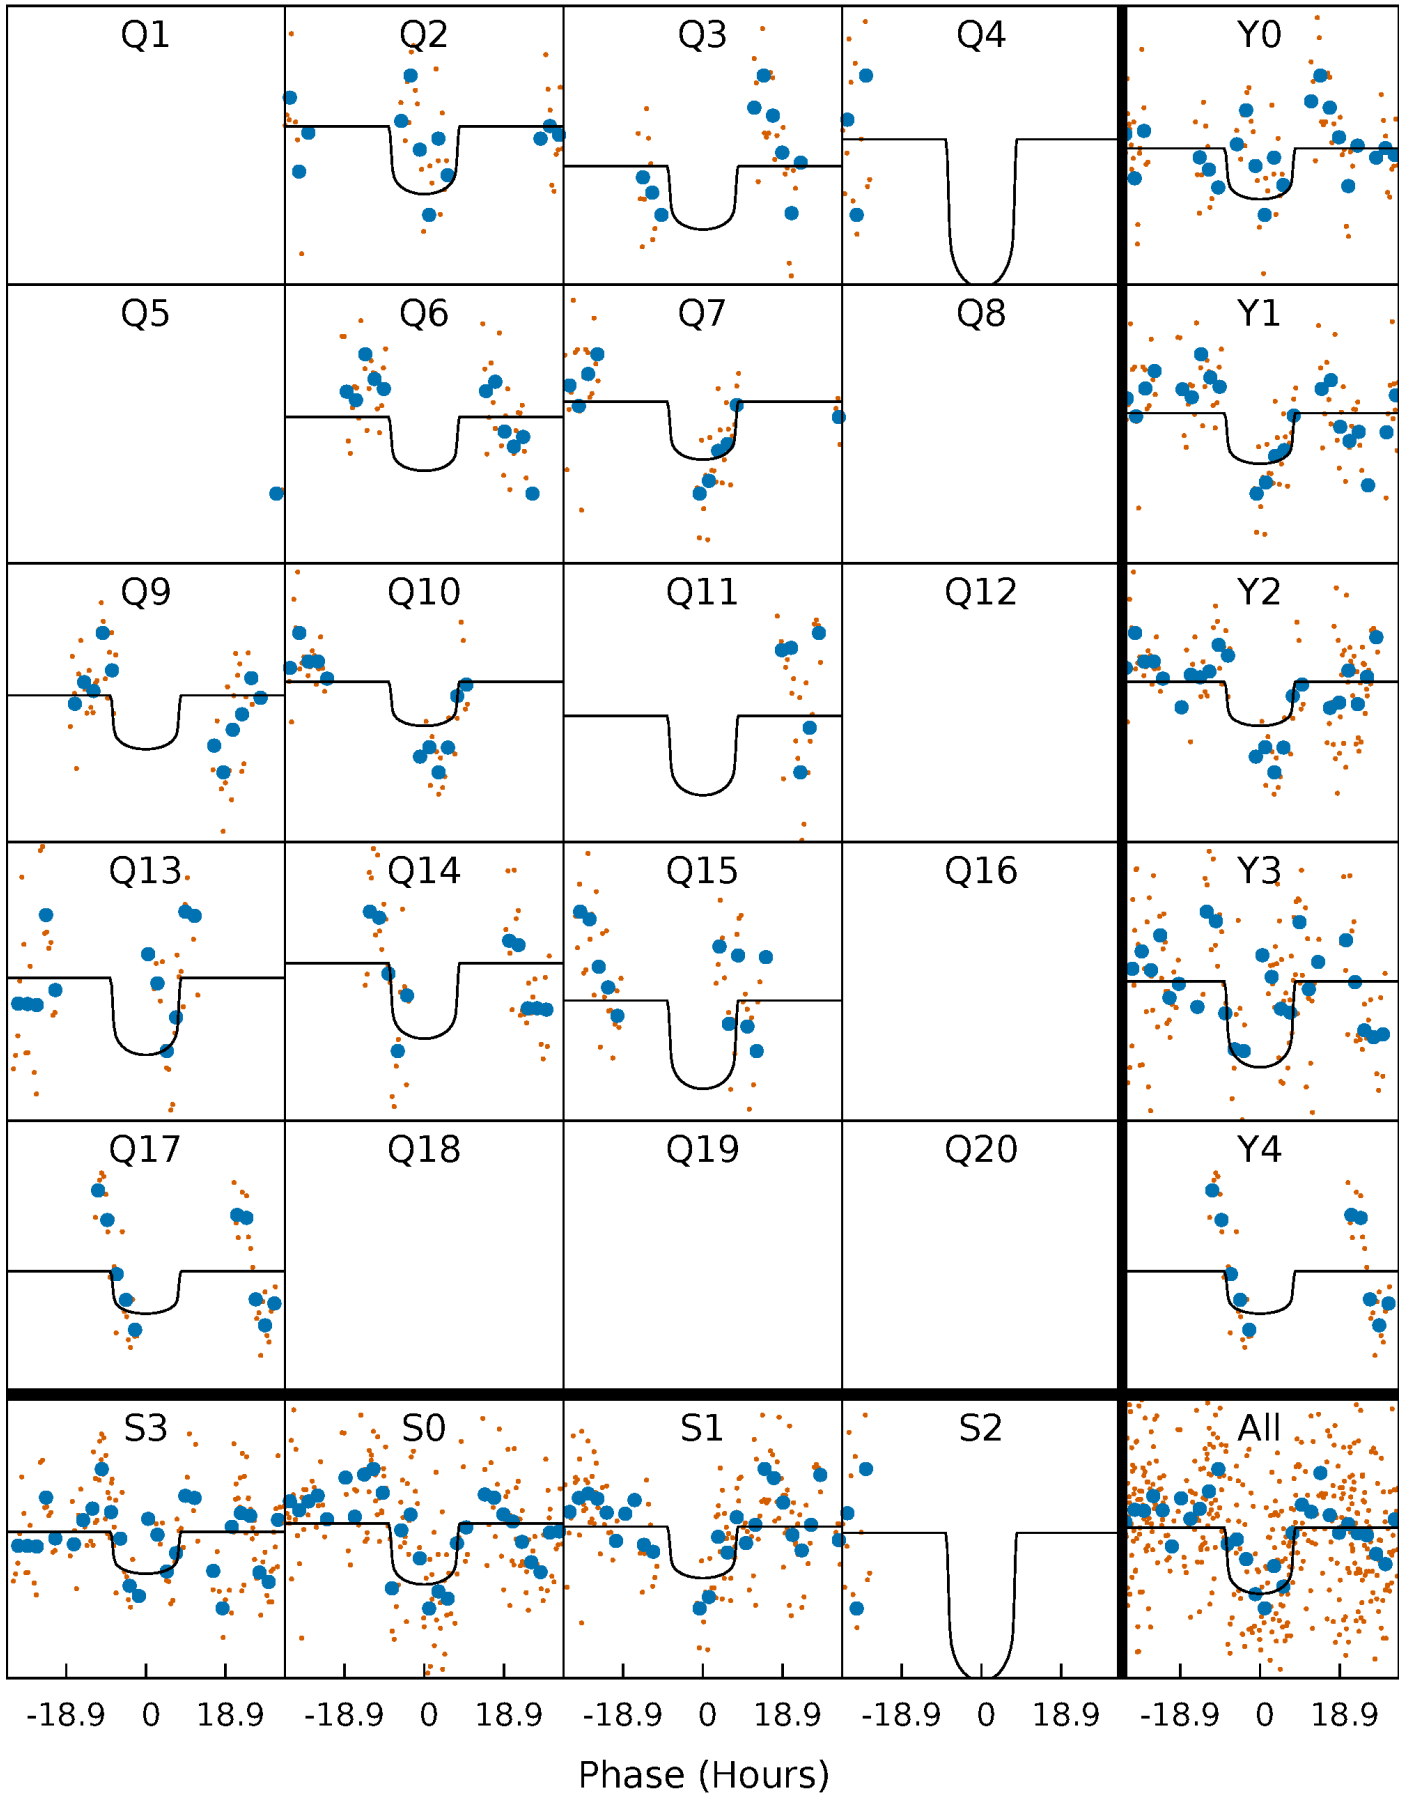 Q1 Q2 Q3 Q4 Y0
Q5 Q6 Q7 Q8 Y1
Q9 Q10 Q11 Q12 Y2
Q13 Q14 Q15 Q16 Y3
Q17 Q18 Q19 Q20 Y4
S3 S0 S1 S2 All
-18.9 0 18.9 -18.9 0 18.9 -18.9 0 18.9 -18.9 0 18.9 -18.9 0 18.9
Phase (Hours)